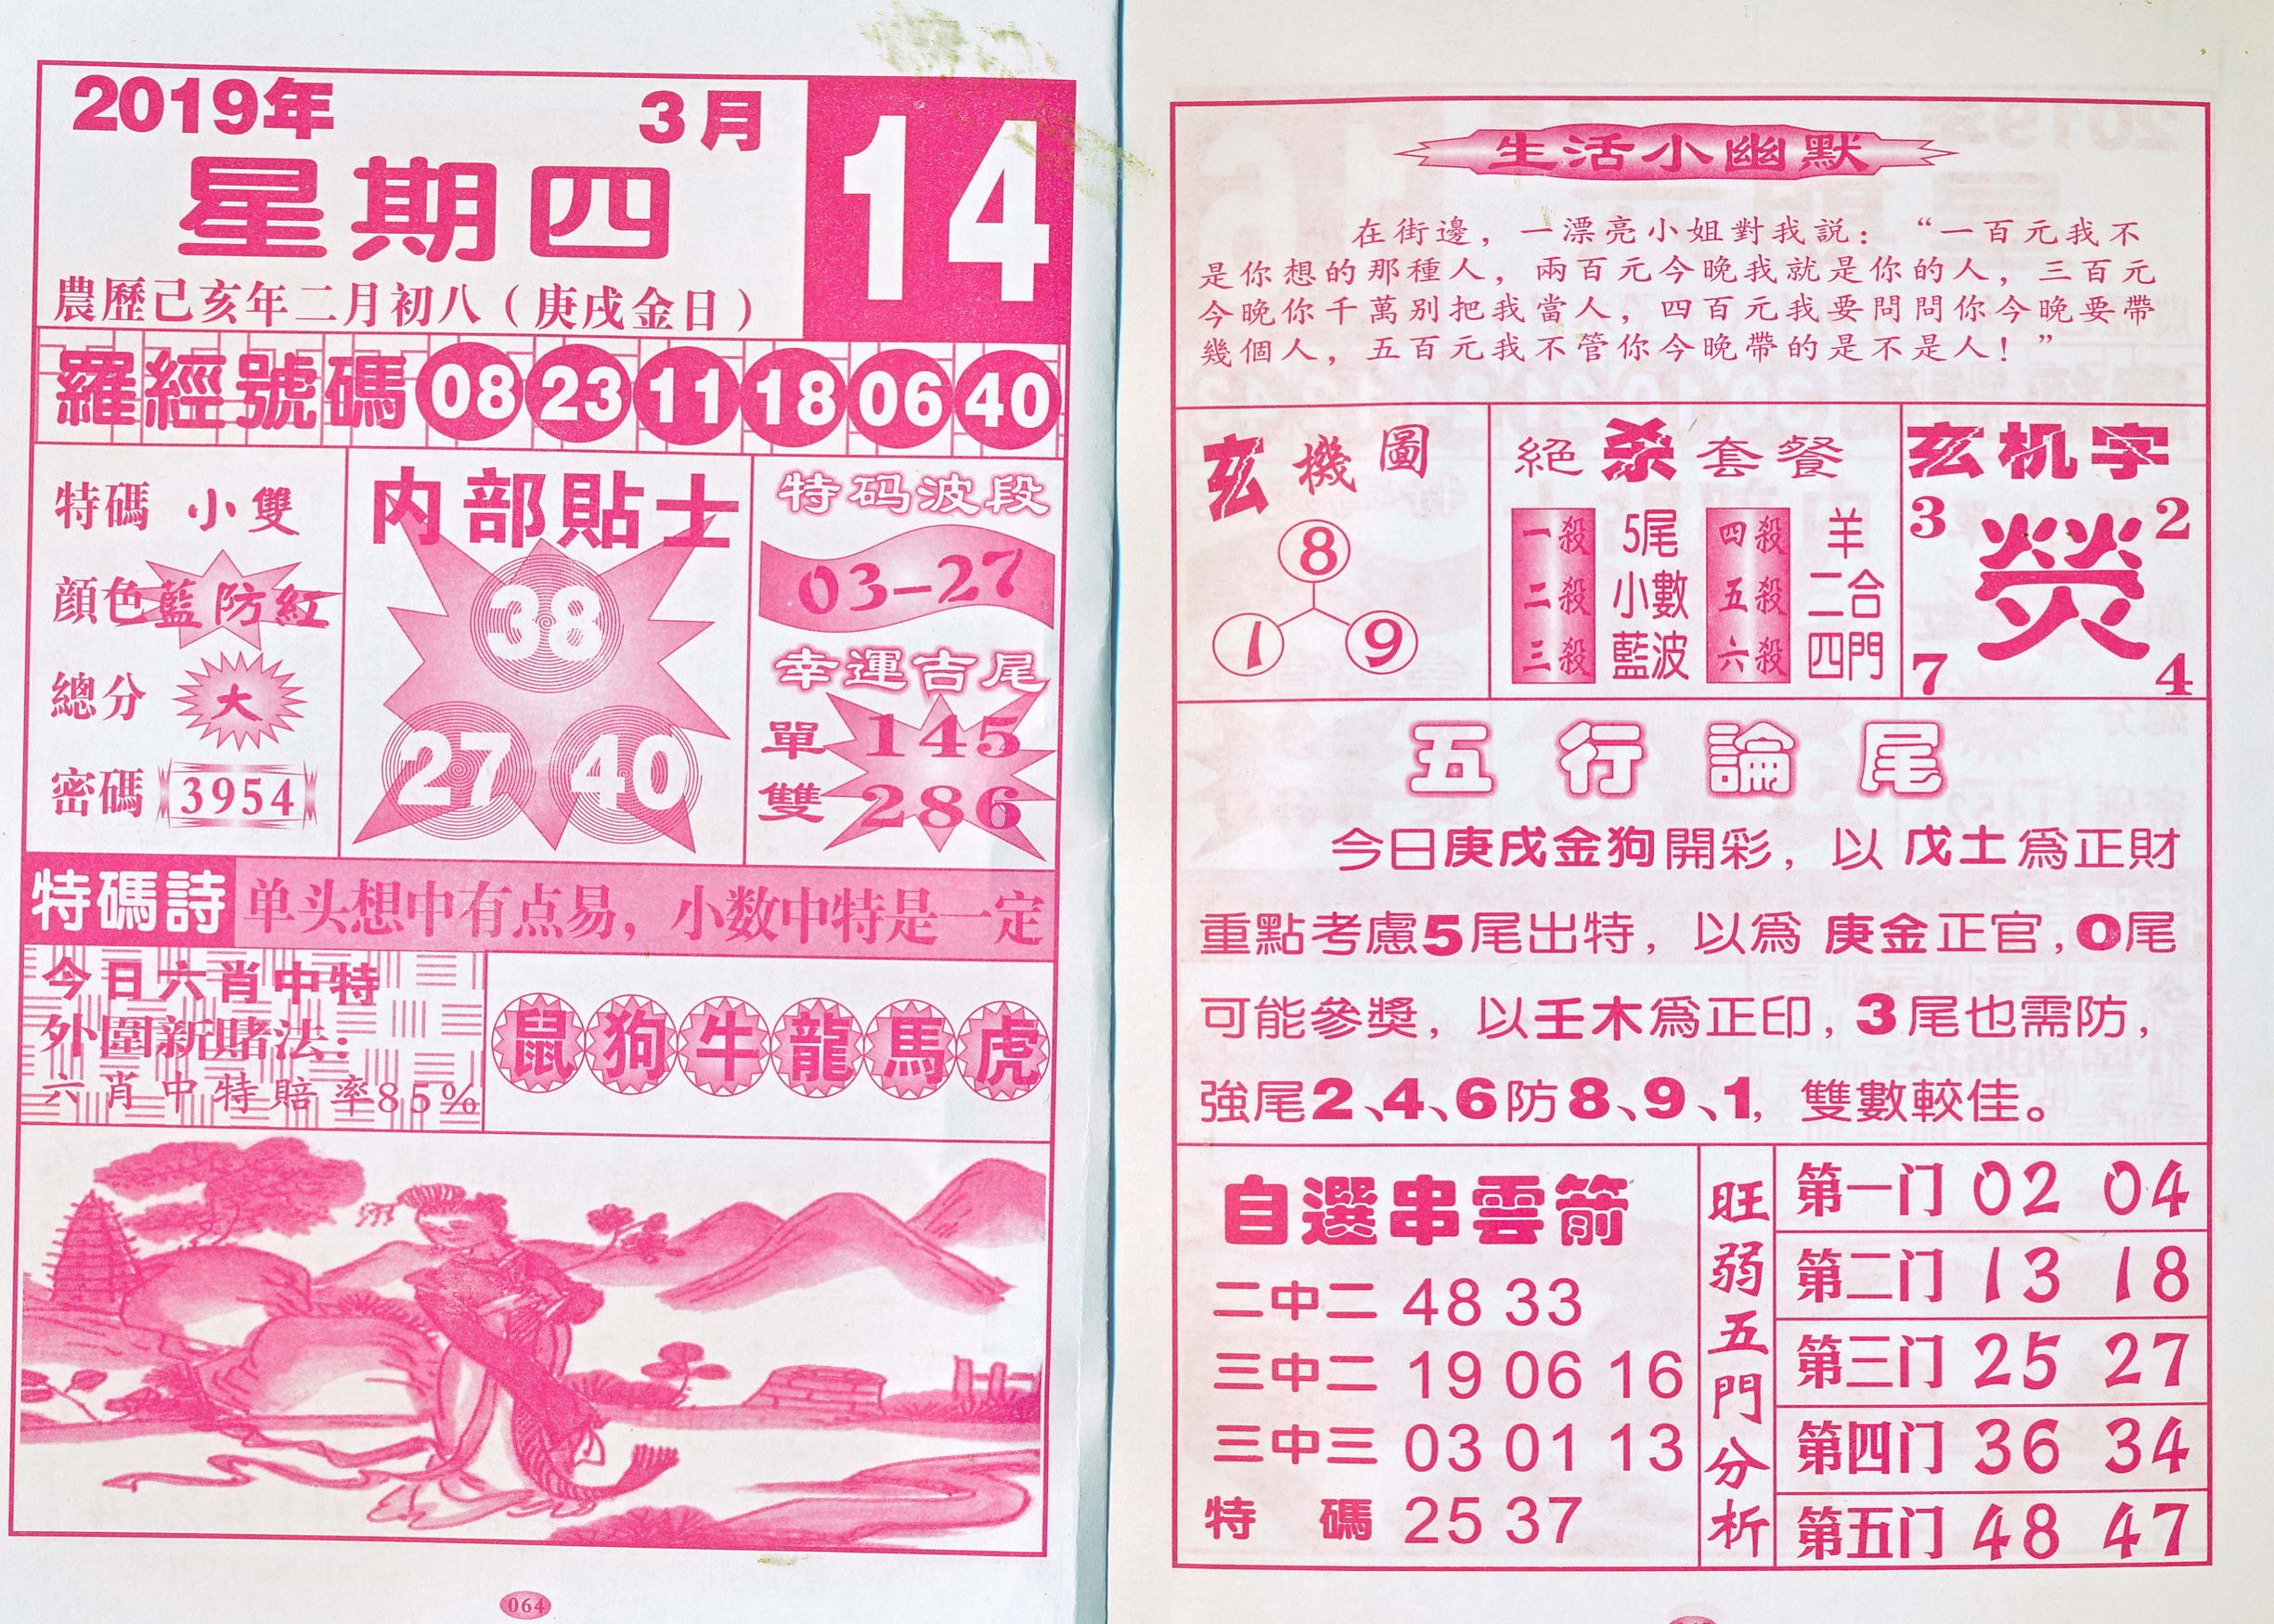 2019年 3月 14
星期四
農歷己亥年二月初八（庚戌金日）
羅經號碼 08 23 11 18 06 40
特碼 小雙
顔色 藍防紅
總分 大
密碼 3954
内部貼士
38
27 40
特码波段
03-27
幸運吉尾
單 145
雙 286
特碼詩 单头想中有点易，小数中特是一定
今日六肖中特
外圍新賭法：
六肖中特賠率85%
鼠 狗 牛 龍 馬 虎
064
生活小幽默
在街邊，一漂亮小姐對我説：“一百元我不
是你想的那種人，兩百元今晚我就是你的人，三百元
今晚你千萬别把我當人，四百元我要問問你今晚要帶
幾個人，五百元我不管你今晚帶的是不是人！”
玄機圖
8
1 9
絕杀套餐
一殺 5尾 四殺 羊
二殺 小數 五殺 二合
三殺 藍波 六殺 四門
玄机字
3 2
熒
7 4
五行論尾
今日庚戌金狗開彩，以戊土爲正財
重點考慮5尾出特，以爲庚金正官，0尾
可能參獎，以壬木爲正印，3尾也需防，
強尾2、4、6防8、9、1，雙數較佳。
自選串雲箭
二中二 48 33
三中二 19 06 16
三中三 03 01 13
特碼 25 37
旺弱五門分析
第一门 02 04
第二门 13 18
第三门 25 27
第四门 36 34
第五门 48 47